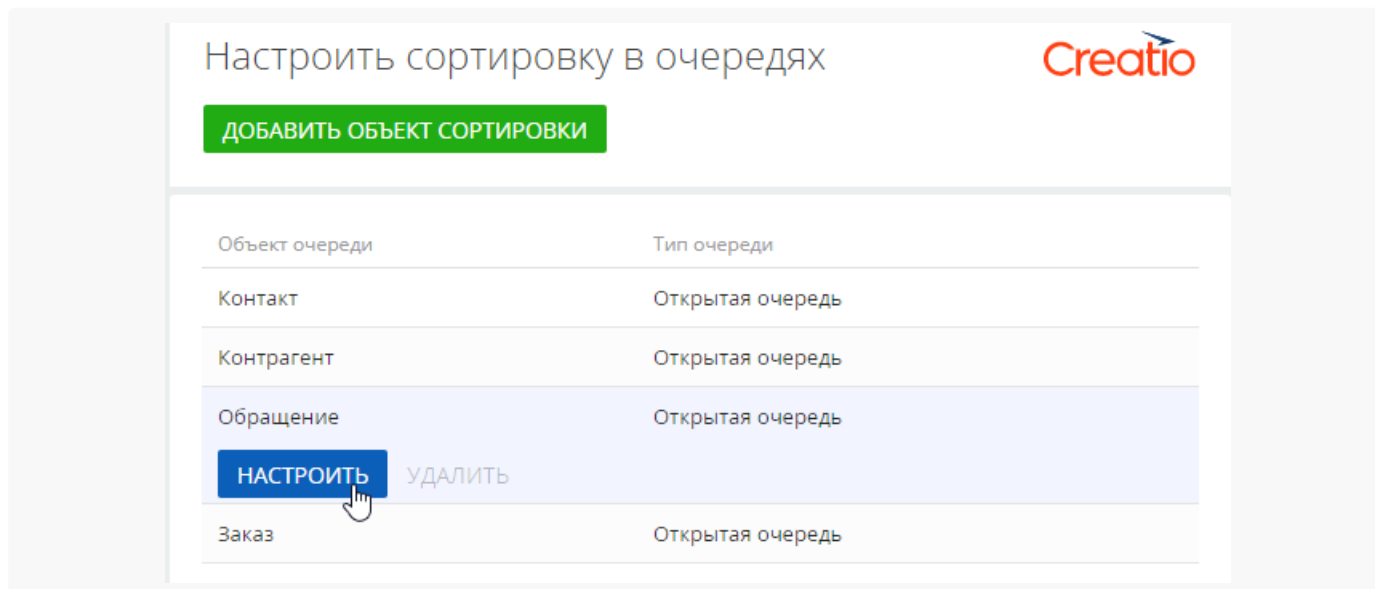 Настроить сортировку в очередях
Creatio
ДОБАВИТЬ ОБЪЕКТ СОРТИРОВКИ
Объект очереди Тип очереди
Контакт Открытая очередь
Контрагент Открытая очередь
Обращение Открытая очередь
НАСТРОИТЬ УДАЛИТЬ
Заказ Открытая очередь